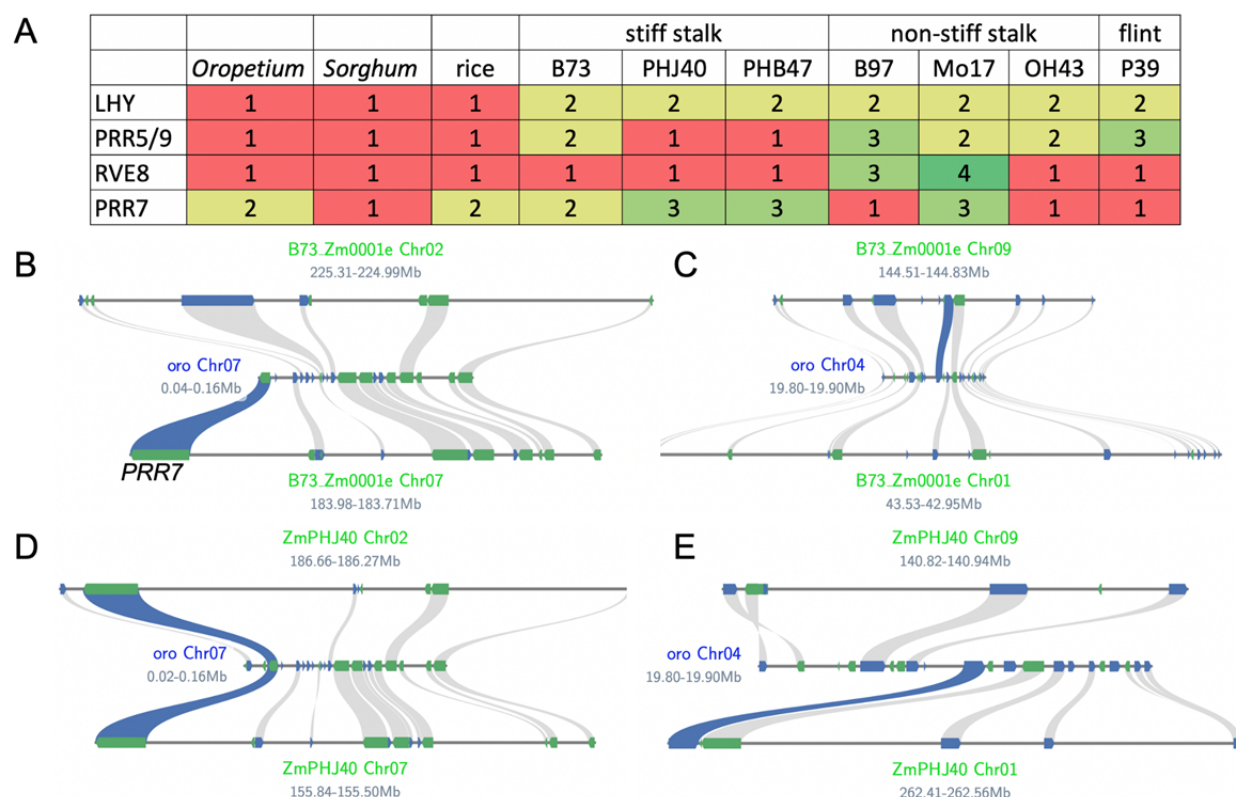 A
stiff stalk non-stiff stalk flint
Oropetium Sorghum rice B73 PHJ40 PHB47 B97 Mo17 OH43 P39
LHY 1 1 1 2 2 2 2 2 2 2
PRR5/9 1 1 1 2 1 1 3 2 2 3
RVE8 1 1 1 1 1 1 3 4 1 1
PRR7 2 1 2 2 3 3 1 3 1 1
B
B73_Zm0001e Chr02
225.31-224.99Mb
oro Chr07
0.04-0.16Mb
PRR7
B73_Zm0001e Chr07
183.98-183.71Mb
C
B73_Zm0001e Chr09
144.51-144.83Mb
oro Chr04
19.80-19.90Mb
B73_Zm0001e Chr01
43.53-42.95Mb
D
ZmPHJ40 Chr02
186.66-186.27Mb
oro Chr07
0.02-0.16Mb
ZmPHJ40 Chr07
155.84-155.50Mb
E
ZmPHJ40 Chr09
140.82-140.94Mb
oro Chr04
19.80-19.90Mb
ZmPHJ40 Chr01
262.41-262.56Mb